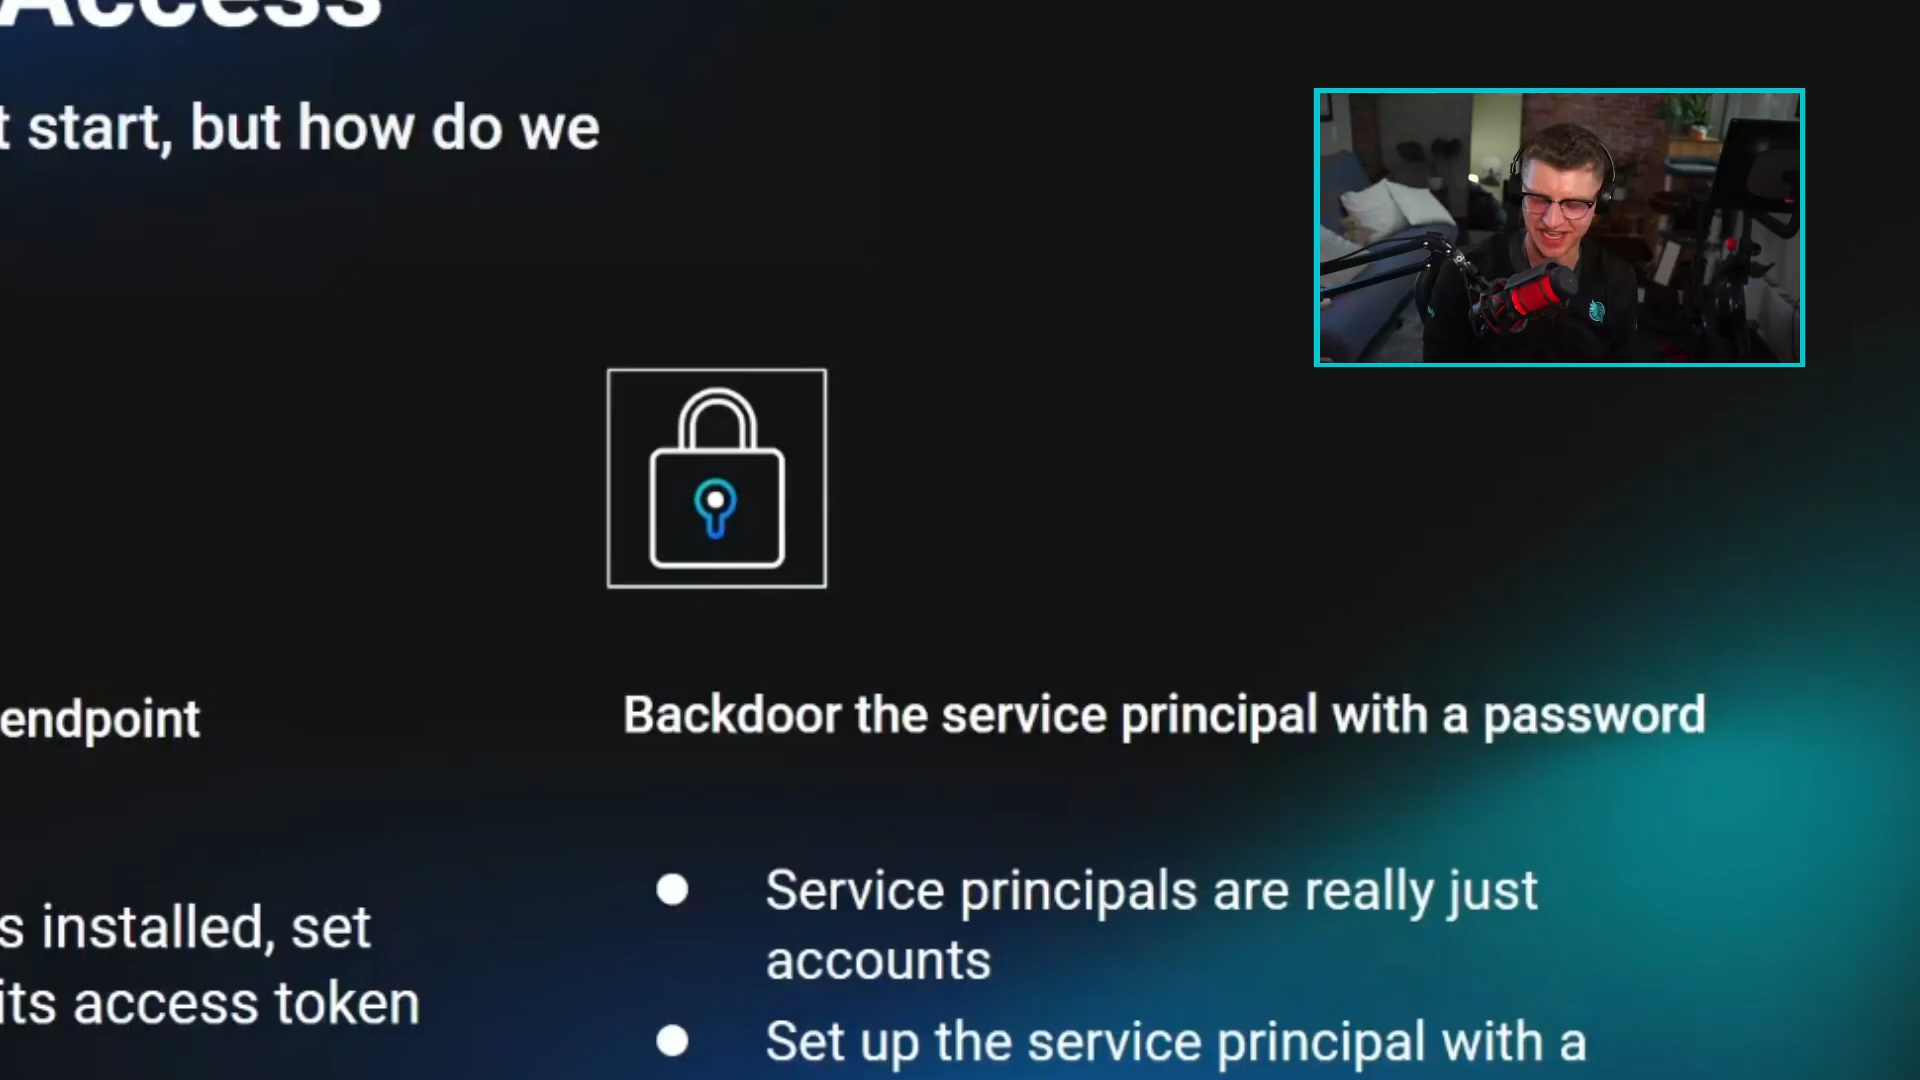 Access
t start, but how do we
endpoint
s installed, set
its access token
Backdoor the service principal with a password
Service principals are really just
accounts
Set up the service principal with a